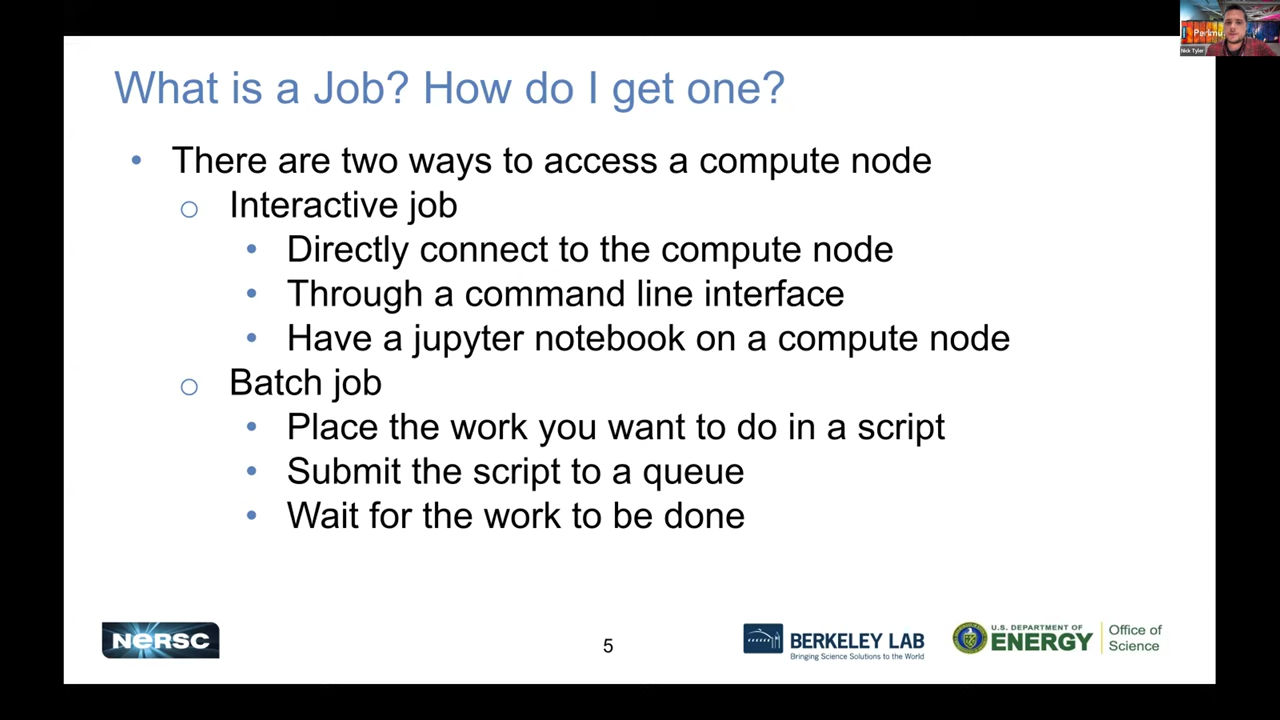 What is a Job? How do I get one?
• There are two ways to access a compute node
o Interactive job
• Directly connect to the compute node
• Through a command line interface
• Have a jupyter notebook on a compute node
o Batch job
• Place the work you want to do in a script
• Submit the script to a queue
• Wait for the work to be done
NERSC
5
BERKELEY LAB
Bringing Science Solutions to the World
U.S. DEPARTMENT OF
ENERGY
Office of
Science
Perlmu
Nick Tyler